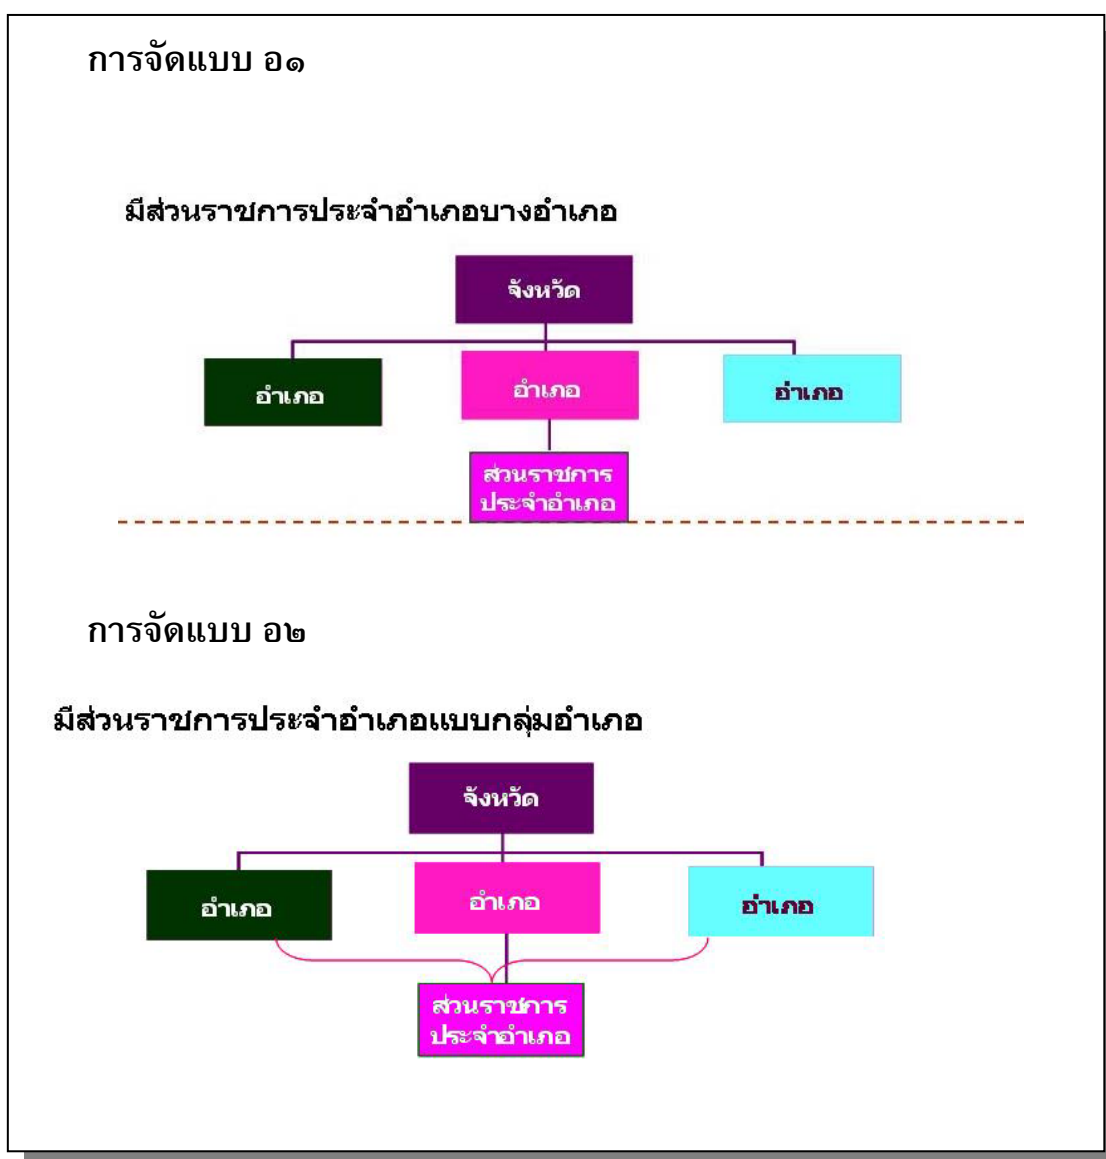 การจัดแบบ อ๑
มีส่วนราชการประจำอำเภอบางอำเภอ
จังหวัด
อำเภอ
อำเภอ
อำเภอ
ส่วนราชการ
ประจำอำเภอ
การจัดแบบ อ๒
มีส่วนราชการประจำอำเภอแบบกลุ่มอำเภอ
จังหวัด
อำเภอ
อำเภอ
อำเภอ
ส่วนราชการ
ประจำอำเภอ